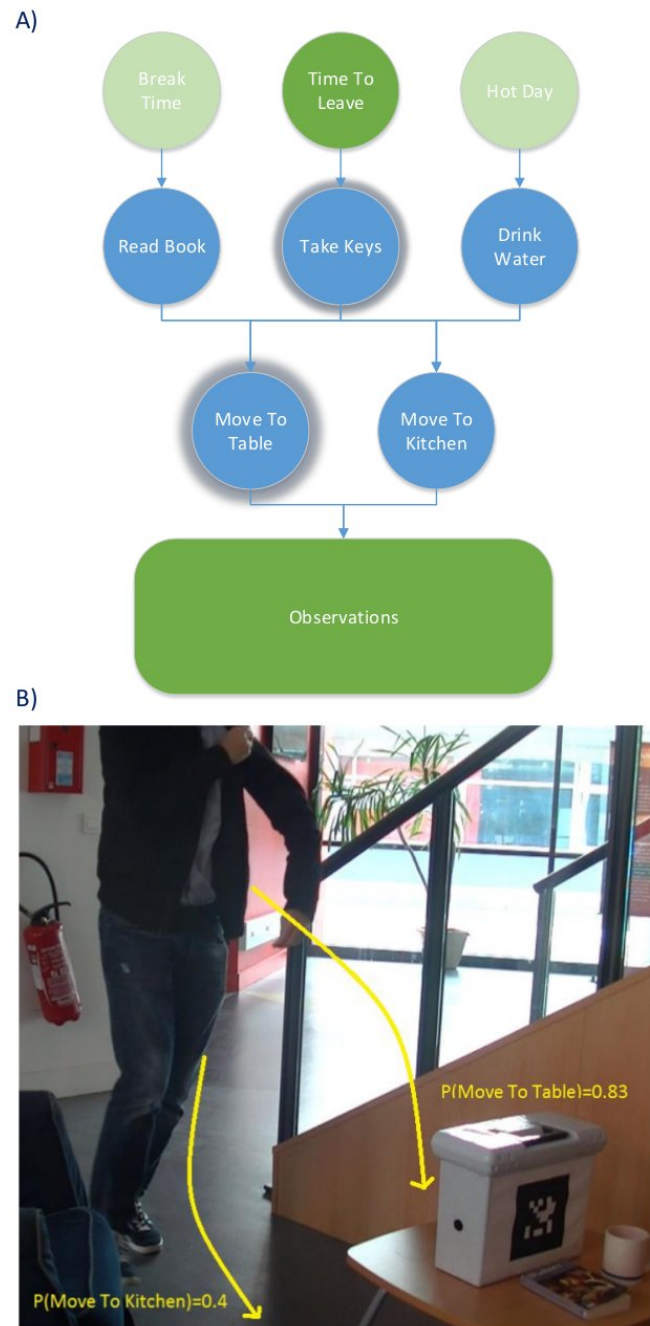 A)
Break
Time
Time To
Leave
Hot Day
Read Book
Take Keys
Drink
Water
Move To
Table
Move To
Kitchen
Observations
B)
P(Move To Table)=0.83
P(Move To Kitchen)=0.4